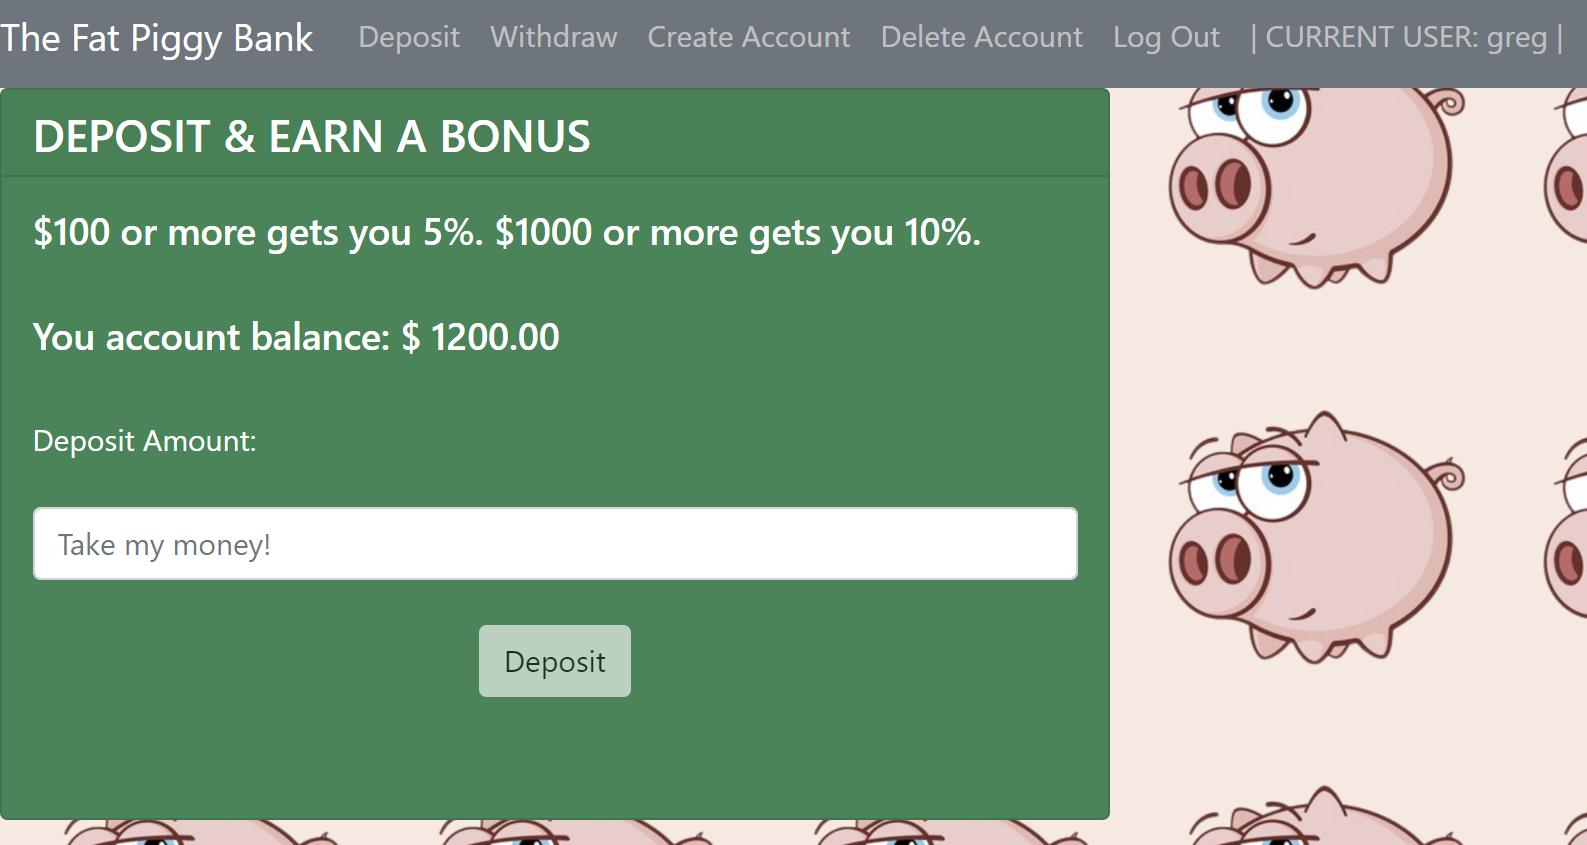 The Fat Piggy Bank Deposit Withdraw Create Account Delete Account Log Out | CURRENT USER: greg |
DEPOSIT & EARN A BONUS
$100 or more gets you 5%. $1000 or more gets you 10%.
You account balance: $ 1200.00
Deposit Amount:
Take my money!
Deposit